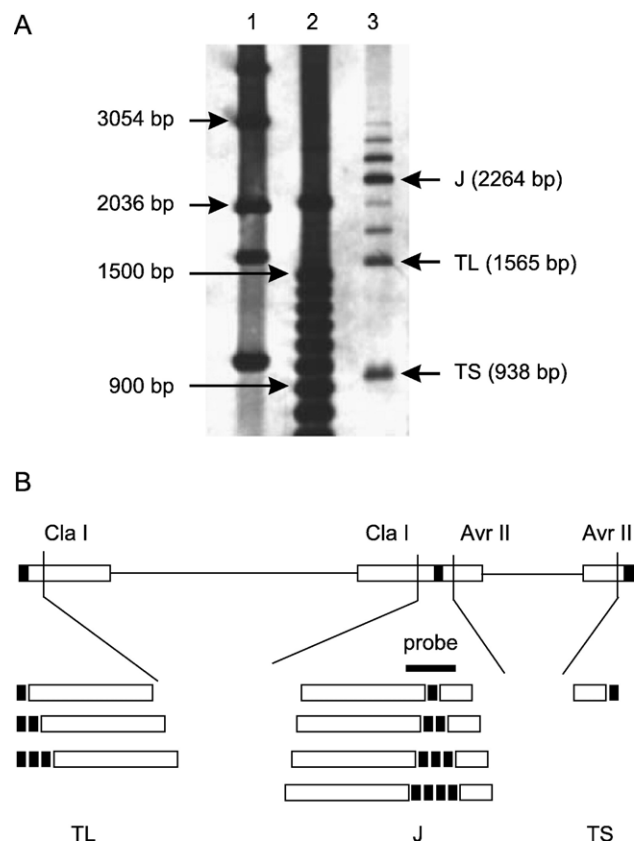 A
1 2 3
3054 bp
J (2264 bp)
2036 bp
TL (1565 bp)
1500 bp
TS (938 bp)
900 bp
B
Cla I Cla I Avr II Avr II
probe
TL J TS